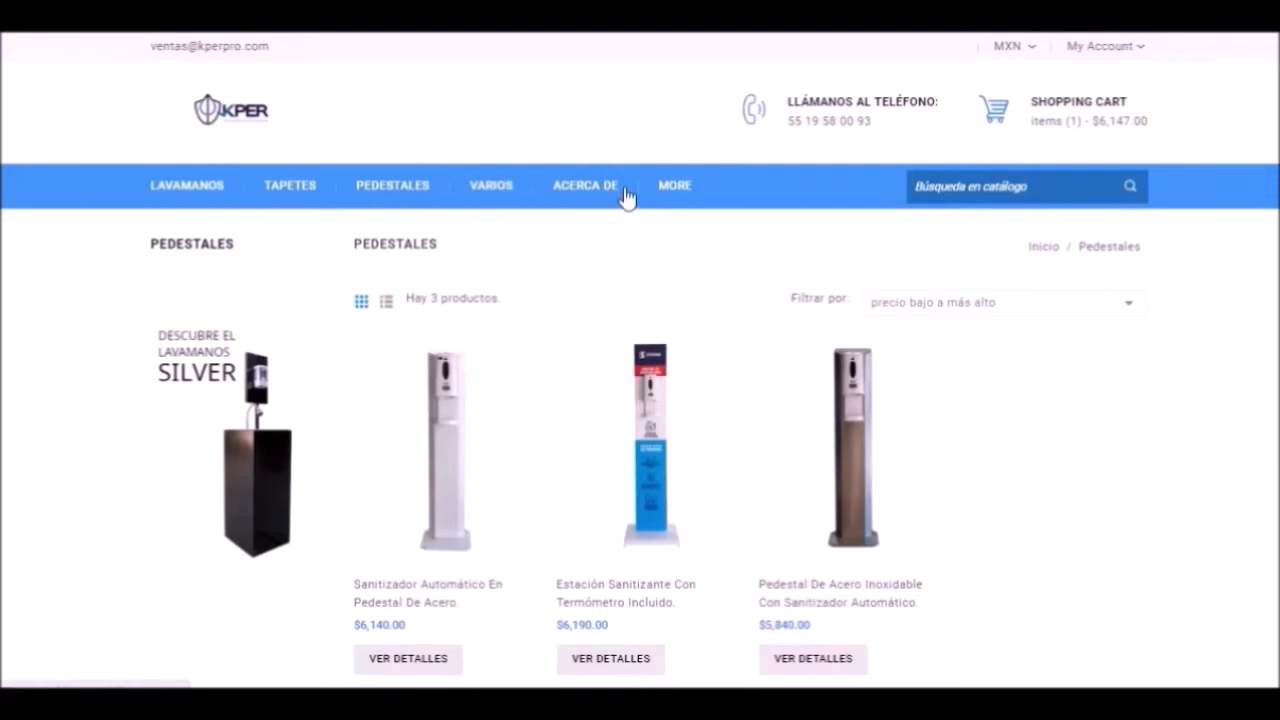 ventas@kperpro.com
MXN
My Account
KPER
LLÁMANOS AL TELÉFONO:
55 19 58 00 93
SHOPPING CART
items (1) - $6,147.00
LAVAMANOS
TAPETES
PEDESTALES
VARIOS
ACERCA DE
MORE
Búsqueda en catálogo
PEDESTALES
PEDESTALES
Inicio / Pedestales
Hay 3 productos.
Filtrar por:
precio bajo a más alto
DESCUBRE EL
LAVAMANOS
SILVER
Sanitizador Automático En
Pedestal De Acero.
$6,140.00
VER DETALLES
Estación Sanitizante Con
Termómetro Incluido.
$6,190.00
VER DETALLES
Pedestal De Acero Inoxidable
Con Sanitizador Automático.
$5,840.00
VER DETALLES